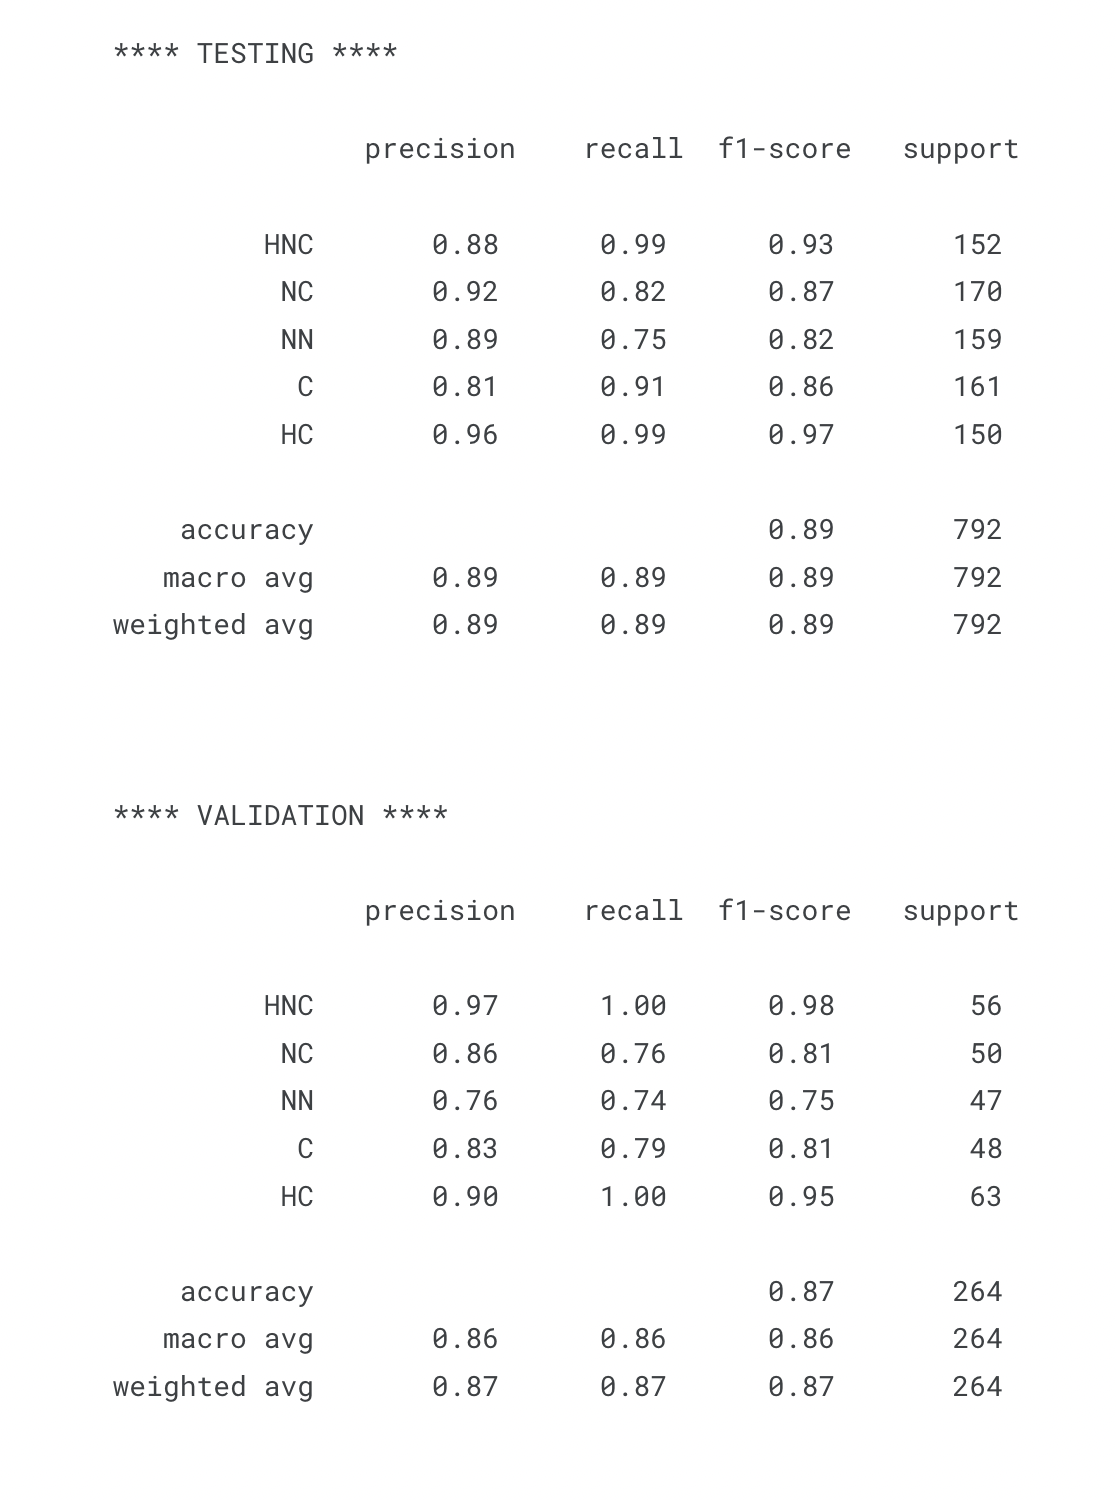 **** TESTING ****
precision recall f1-score support
HNC 0.88 0.99 0.93 152
NC 0.92 0.82 0.87 170
NN 0.89 0.75 0.82 159
C 0.81 0.91 0.86 161
HC 0.96 0.99 0.97 150
accuracy 0.89 792
macro avg 0.89 0.89 0.89 792
weighted avg 0.89 0.89 0.89 792
**** VALIDATION ****
precision recall f1-score support
HNC 0.97 1.00 0.98 56
NC 0.86 0.76 0.81 50
NN 0.76 0.74 0.75 47
C 0.83 0.79 0.81 48
HC 0.90 1.00 0.95 63
accuracy 0.87 264
macro avg 0.86 0.86 0.86 264
weighted avg 0.87 0.87 0.87 264